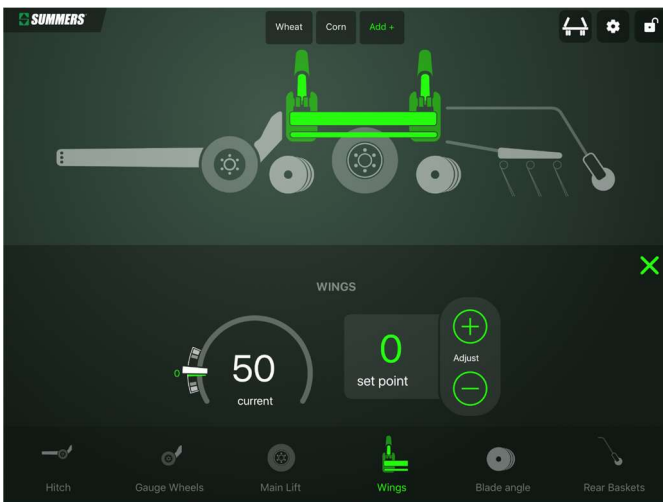 SUMMERS
Wheat
Corn
Add +
WINGS
0
50
current
0
set point
Adjust
Hitch
Gauge Wheels
Main Lift
Wings
Blade angle
Rear Baskets